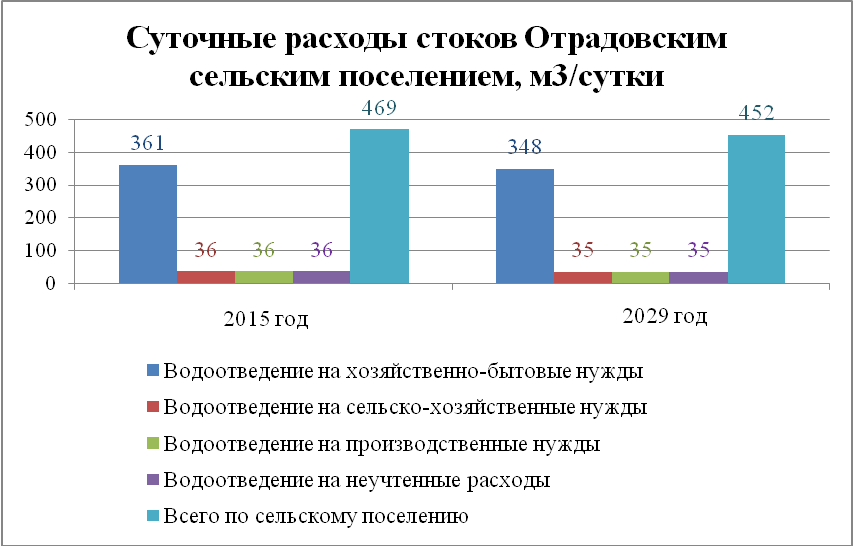 Суточные расходы стоков Отрадовским
сельским поселением, м3/сутки
469
452
500
361
348
400
300
200
36 36 36
35 35 35
100
0
2015 год
2029 год
Водоотведение на хозяйственно-бытовые нужды
Водоотведение на сельско-хозяйственные нужды
Водоотведение на производственные нужды
Водоотведение на неучтенные расходы
Всего по сельскому поселению